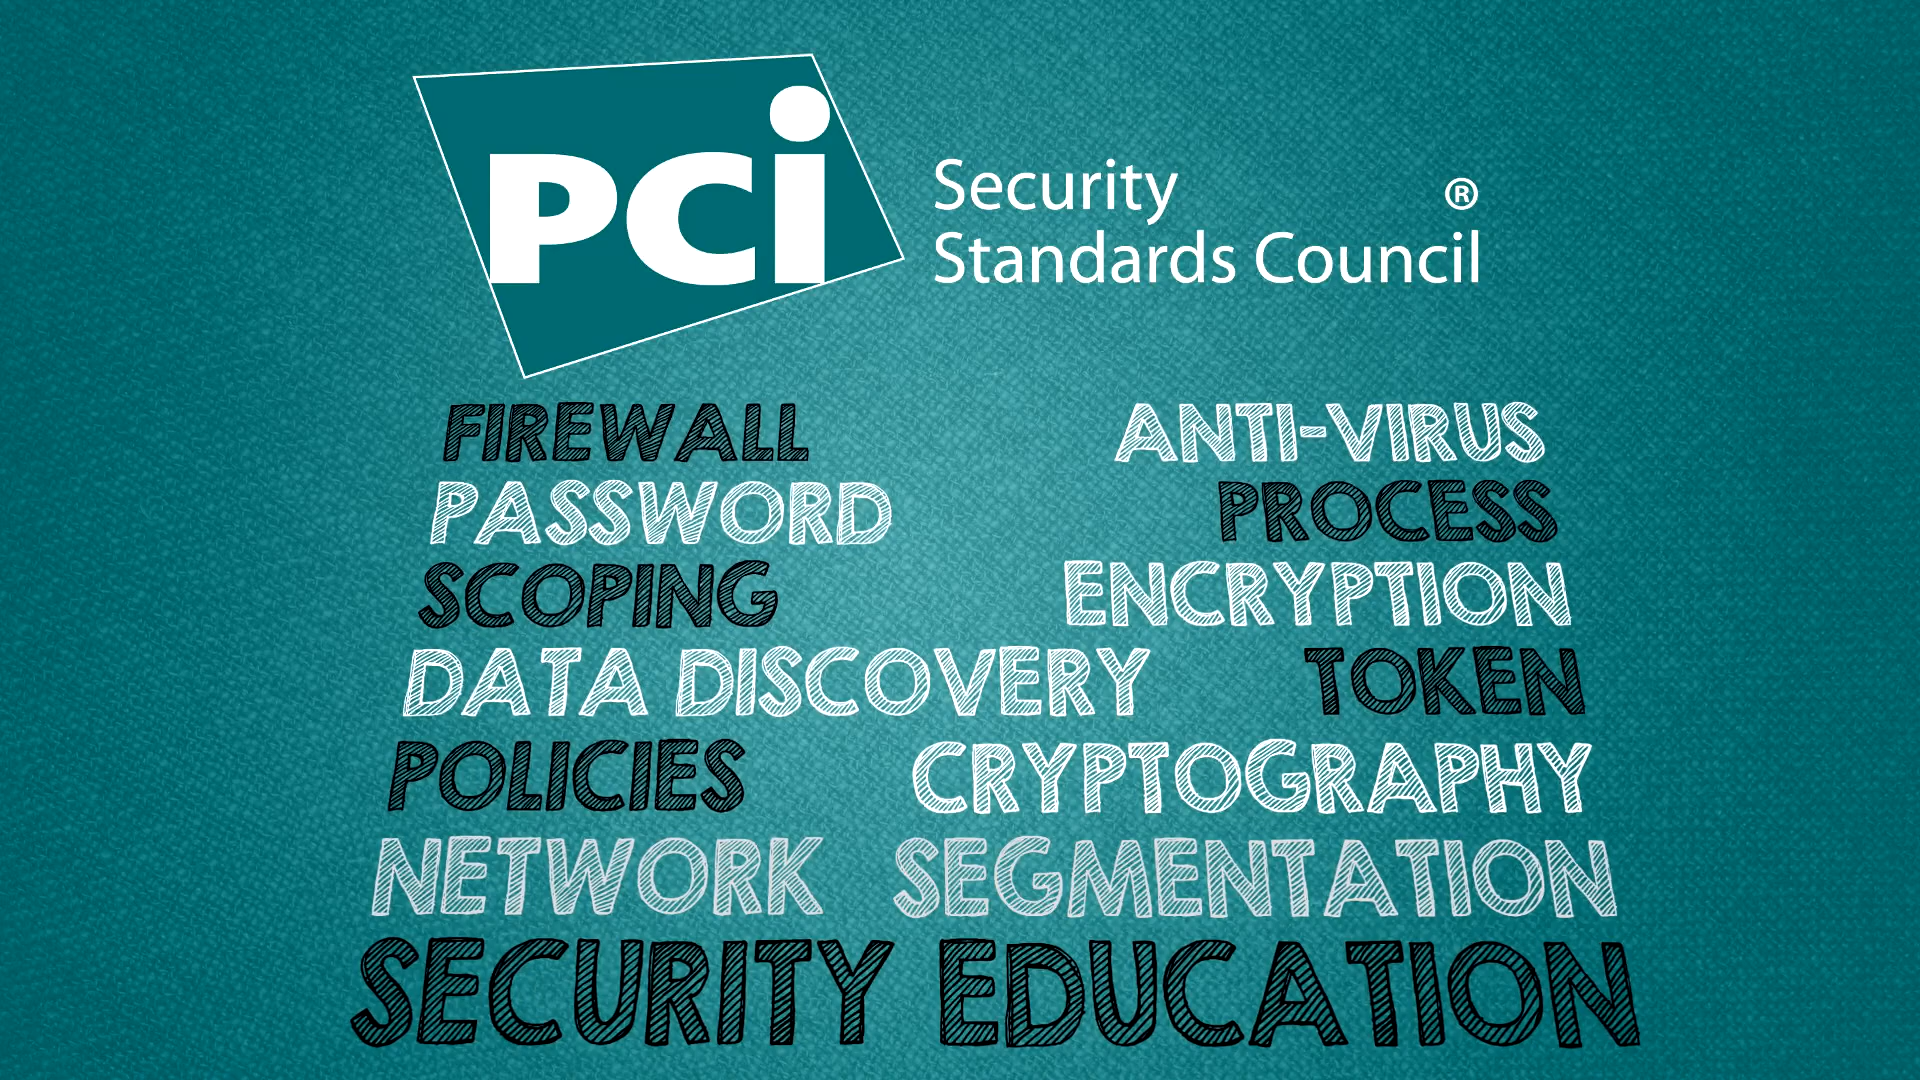 PCi
Security ®
Standards Council
FIREWALL ANTI-VIRUS
PASSWORD PROCESS
SCOPING ENCRYPTION
DATA DISCOVERY TOKEN
POLICIES CRYPTOGRAPHY
NETWORK SEGMENTATION
SECURITY EDUCATION